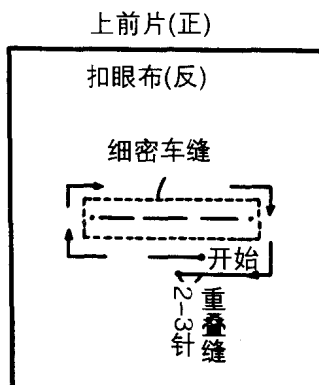 上前片(正)
扣眼布(反)
细密车缝
开始
重叠缝
2-3针